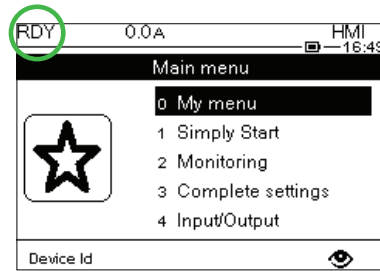 RDY 0.0A HMI
16:49
Main menu
0 My menu
1 Simply Start
2 Monitoring
3 Complete settings
4 Input/Output
Device Id